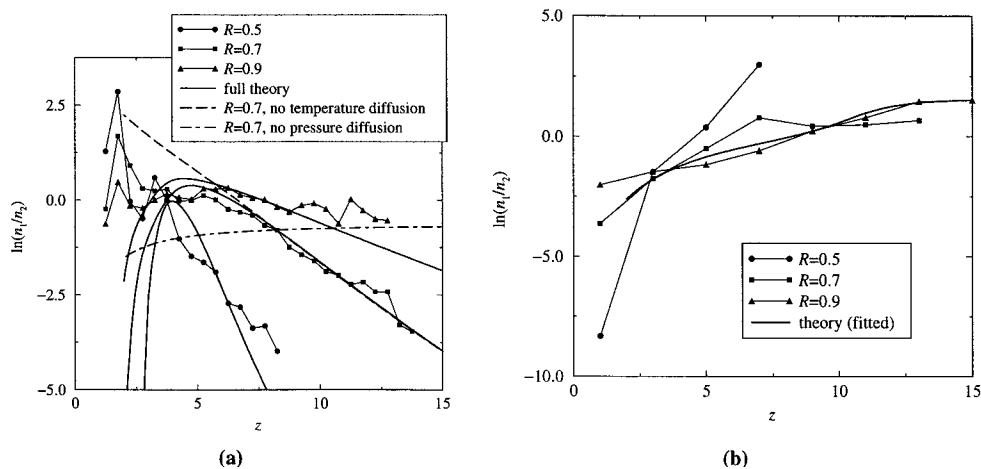 R=0.5
R=0.7
R=0.9
full theory
R=0.7, no temperature diffusion
R=0.7, no pressure diffusion
2.5
0.0
−2.5
−5.0
ln(n₁/n₂)
0
5
10
15
z
(a)
5.0
0.0
−5.0
−10.0
ln(n₁/n₂)
R=0.5
R=0.7
R=0.9
theory (fitted)
0
5
10
15
z
(b)